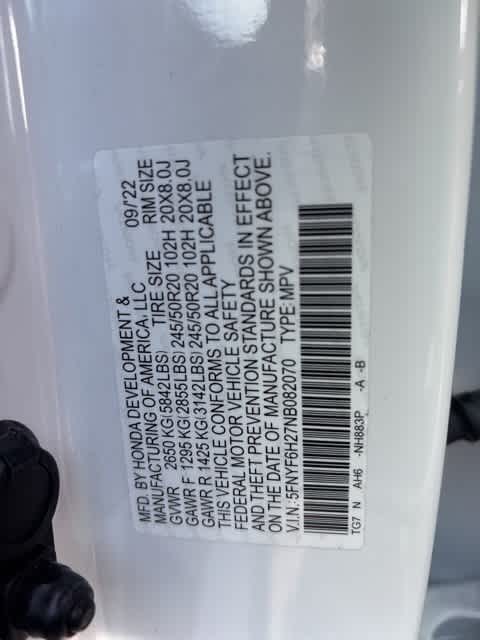 MFD. BY HONDA DEVELOPMENT &
MANUFACTURING OF AMERICA, LLC 09/'22
GVWR 2650 KG(5842LBS) TIRE SIZE RIM SIZE
GAWR F 1295 KG(2855LBS) 245/50R20 102H 20X8.0J
GAWR R 1425 KG(3142LBS) 245/50R20 102H 20X8.0J
THIS VEHICLE CONFORMS TO ALL APPLICABLE
FEDERAL MOTOR VEHICLE SAFETY
AND THEFT PREVENTION STANDARDS IN EFFECT
ON THE DATE OF MANUFACTURE SHOWN ABOVE.
V.I.N.:5FNYF6H27NB082070 TYPE:MPV
TG7 N AH6 -NH883P -A -B